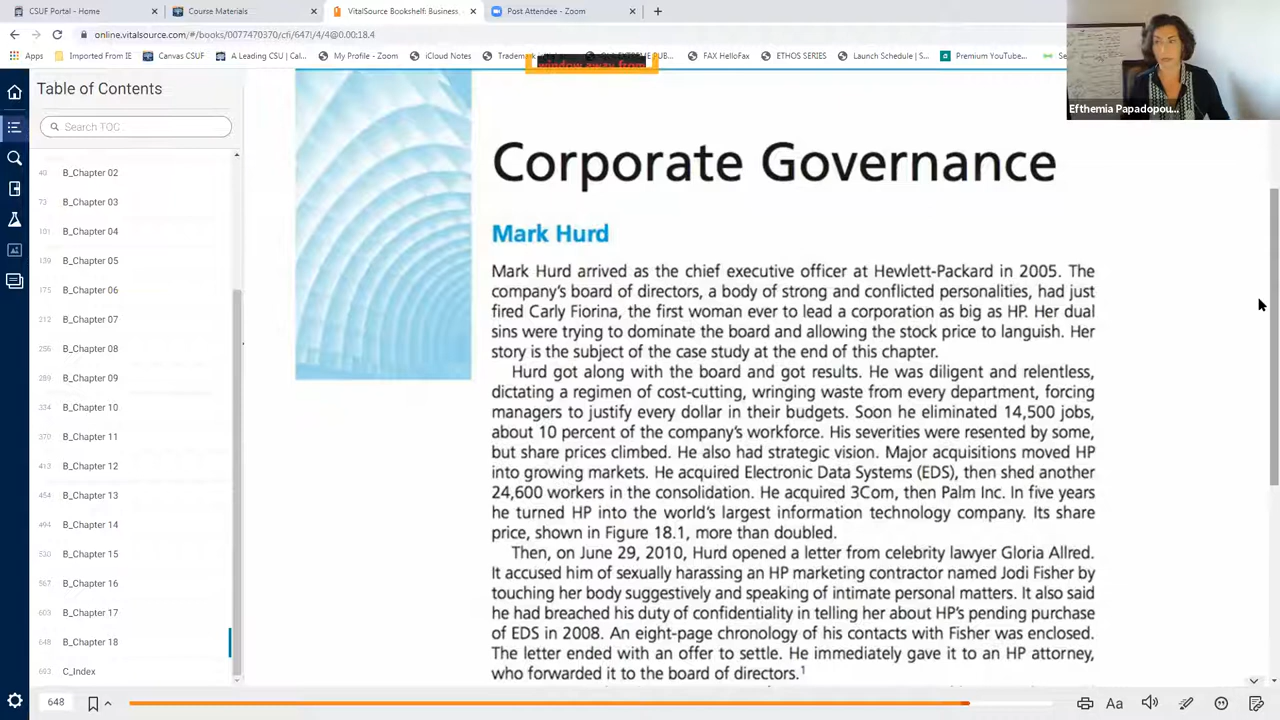 CSUF Portal
Course Materials
VitalSource Bookshelf: Business,
Post Attendee - Zoom
online.vitalsource.com/#/books/0077470370/cfi/647!/4/4@0.00:18.4
Apps
Imported From IE
Canvas CSUF
A Leading CSU | Cal...
My Profile - Zoom
iCloud Notes
FAX HelloFax
ETHOS SERIES
Launch Schedule | S...
Premium YouTube...
window away from
Efthemia Papadopou...
Table of Contents
Search TOC
B_Chapter 02
73 B_Chapter 03
101 B_Chapter 04
139 B_Chapter 05
175 B_Chapter 06
212 B_Chapter 07
256 B_Chapter 08
289 B_Chapter 09
334 B_Chapter 10
370 B_Chapter 11
413 B_Chapter 12
454 B_Chapter 13
494 B_Chapter 14
530 B_Chapter 15
567 B_Chapter 16
603 B_Chapter 17
648 B_Chapter 18
693 C_Index
Corporate Governance
Mark Hurd
Mark Hurd arrived as the chief executive officer at Hewlett-Packard in 2005. The
company's board of directors, a body of strong and conflicted personalities, had just
fired Carly Fiorina, the first woman ever to lead a corporation as big as HP. Her dual
sins were trying to dominate the board and allowing the stock price to languish. Her
story is the subject of the case study at the end of this chapter.
Hurd got along with the board and got results. He was diligent and relentless,
dictating a regimen of cost-cutting, wringing waste from every department, forcing
managers to justify every dollar in their budgets. Soon he eliminated 14,500 jobs,
about 10 percent of the company's workforce. His severities were resented by some,
but share prices climbed. He also had strategic vision. Major acquisitions moved HP
into growing markets. He acquired Electronic Data Systems (EDS), then shed another
24,600 workers in the consolidation. He acquired 3Com, then Palm Inc. In five years
he turned HP into the world's largest information technology company. Its share
price, shown in Figure 18.1, more than doubled.
Then, on June 29, 2010, Hurd opened a letter from celebrity lawyer Gloria Allred.
It accused him of sexually harassing an HP marketing contractor named Jodi Fisher by
touching her body suggestively and speaking of intimate personal matters. It also said
he had breached his duty of confidentiality in telling her about HP's pending purchase
of EDS in 2008. An eight-page chronology of his contacts with Fisher was enclosed.
The letter ended with an offer to settle. He immediately gave it to an HP attorney,
who forwarded it to the board of directors.1
648
Aa